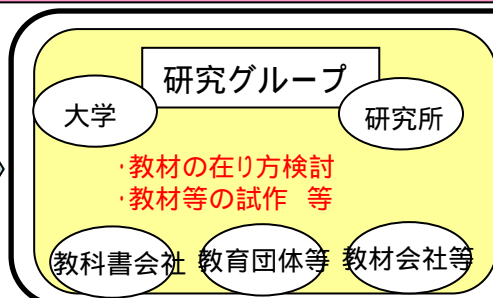 研究グループ
大学
研究所
・教材の在り方検討
・教材等の試作 等
教科書会社
教育団体等
教材会社等